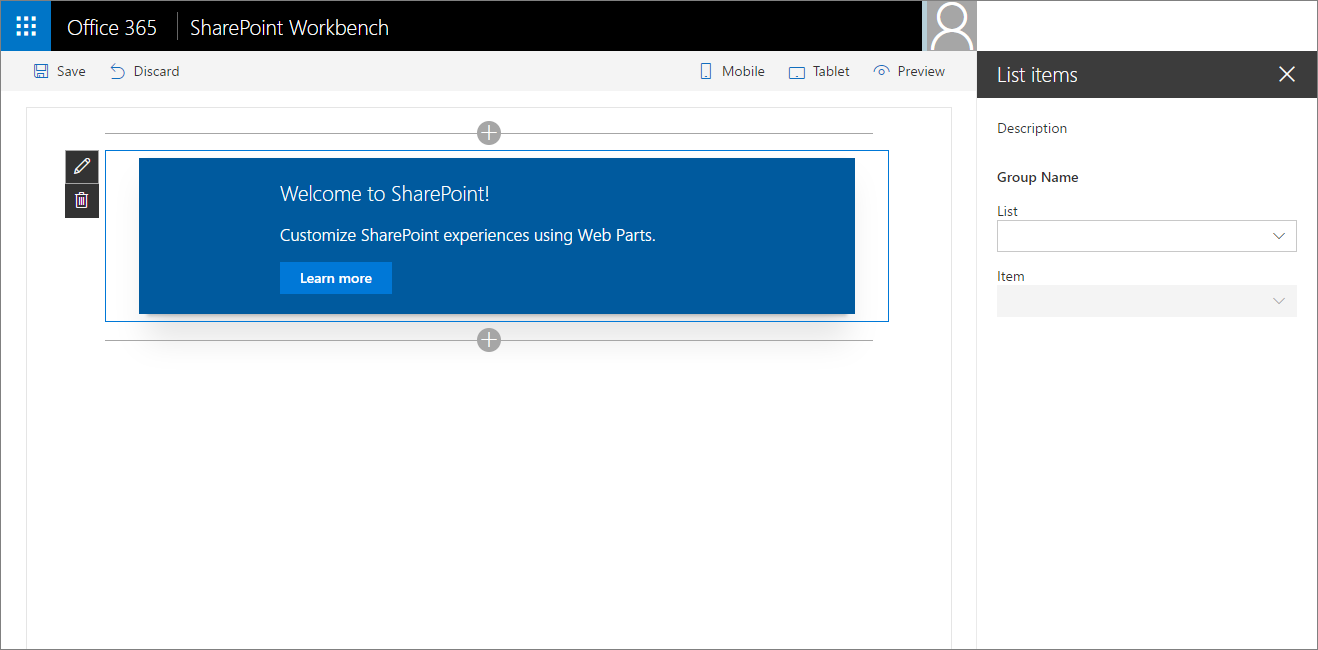 Office 365 SharePoint Workbench
Save Discard Mobile Tablet Preview
Welcome to SharePoint!
Customize SharePoint experiences using Web Parts.
Learn more
List items
Description
Group Name
List
Item